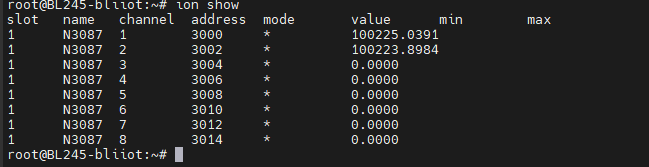 root@BL245-bliiot:~# ion show
slot name channel address mode value min max
1 N3087 1 3000 * 100225.0391
1 N3087 2 3002 * 100223.8984
1 N3087 3 3004 * 0.0000
1 N3087 4 3006 * 0.0000
1 N3087 5 3008 * 0.0000
1 N3087 6 3010 * 0.0000
1 N3087 7 3012 * 0.0000
1 N3087 8 3014 * 0.0000
root@BL245-bliiot:~#